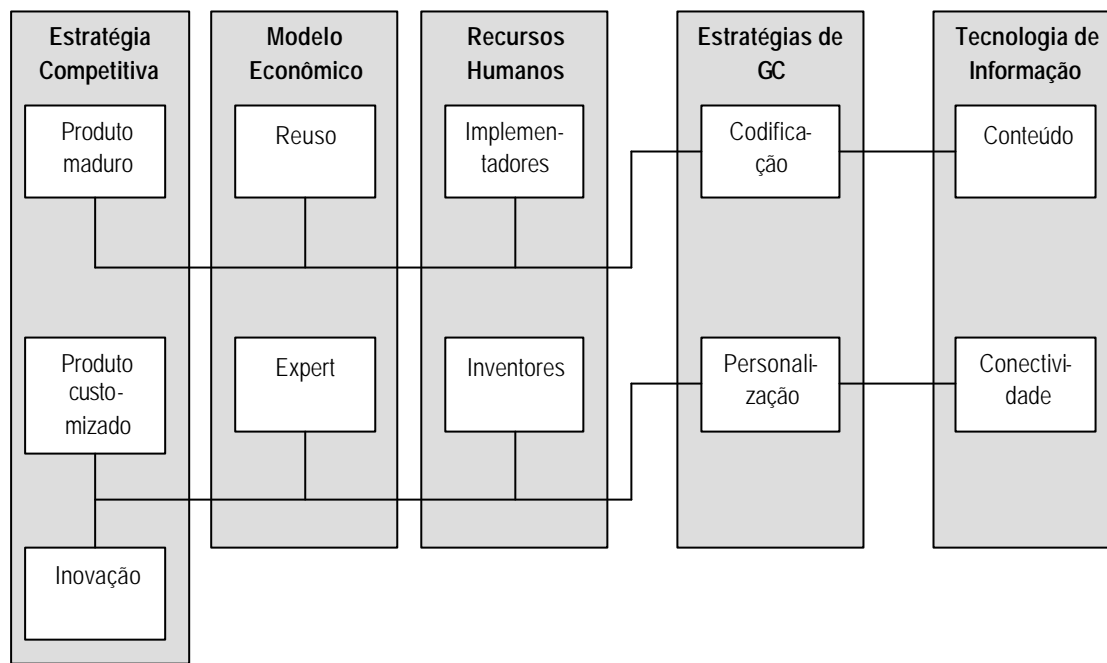 Estratégia
Competitiva
Modelo
Econômico
Recursos
Humanos
Estratégias de
GC
Tecnologia de
Informação
Produto
maduro
Reuso
Implemen-
tadores
Codifica-
ção
Conteúdo
Produto
custo-
mizado
Expert
Inventores
Personali-
zação
Conectivi-
dade
Inovação